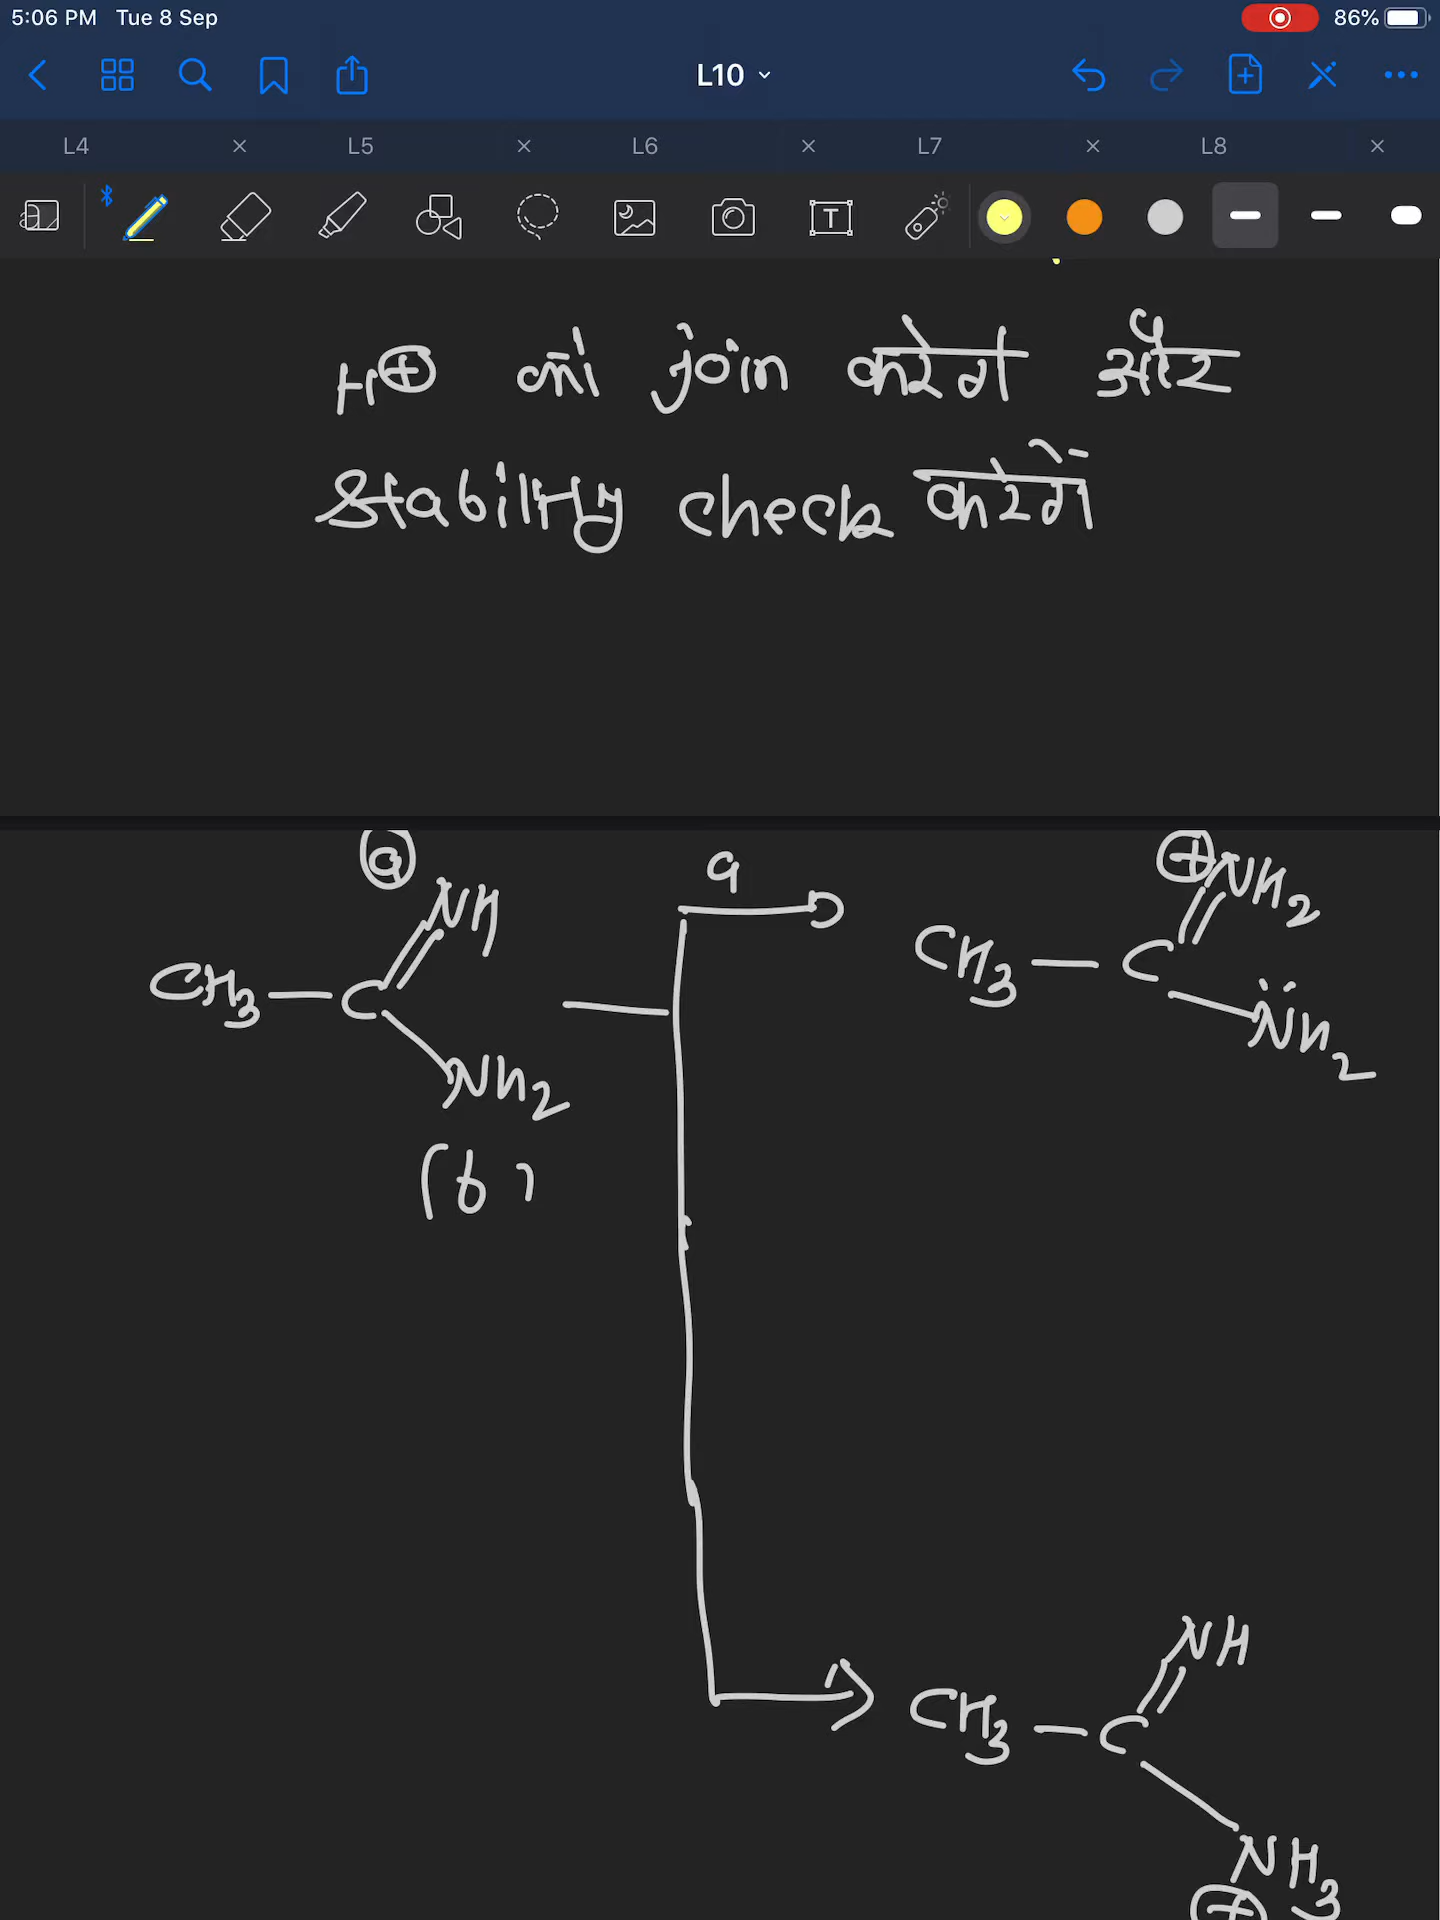 5:06 PM Tue 8 Sep 86%
L10
L4 × L5 × L6 × L7 × L8 ×
T
H⊕ को join करेगे और
Stability check करेगें
ⓐ
NH
CH₃—C
NH₂
(b)
a
⊕NH₂
CH₃—C
N̈H₂
NH
CH₃—C
NH₃
⊕